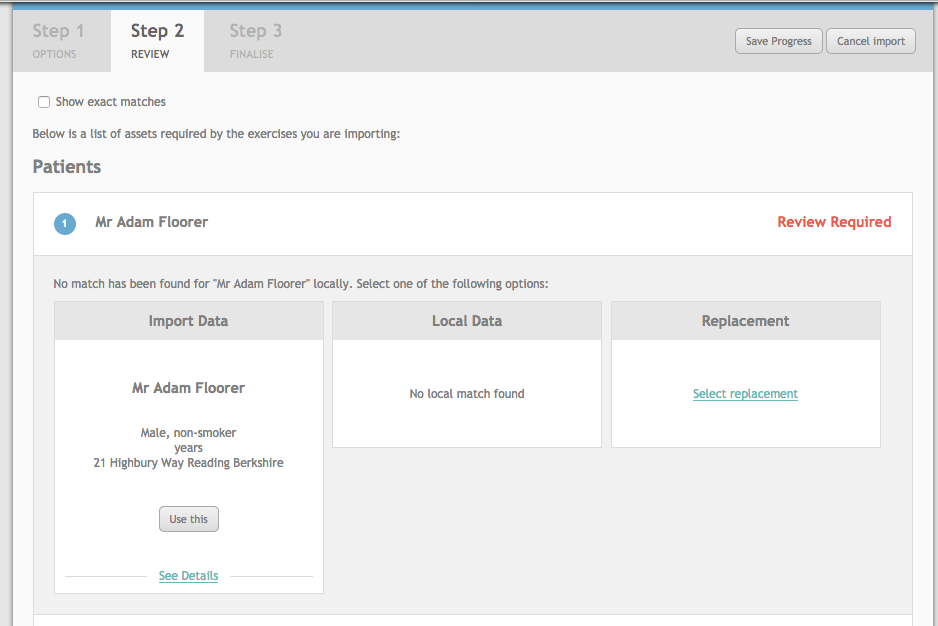 Step 1
OPTIONS
Step 2
REVIEW
Step 3
FINALISE
Save Progress
Cancel import
Show exact matches
Below is a list of assets required by the exercises you are importing:
Patients
1
Mr Adam Floorer
Review Required
No match has been found for "Mr Adam Floorer" locally. Select one of the following options:
Import Data
Mr Adam Floorer
Male, non-smoker
years
21 Highbury Way Reading Berkshire
Use this
See Details
Local Data
No local match found
Replacement
Select replacement